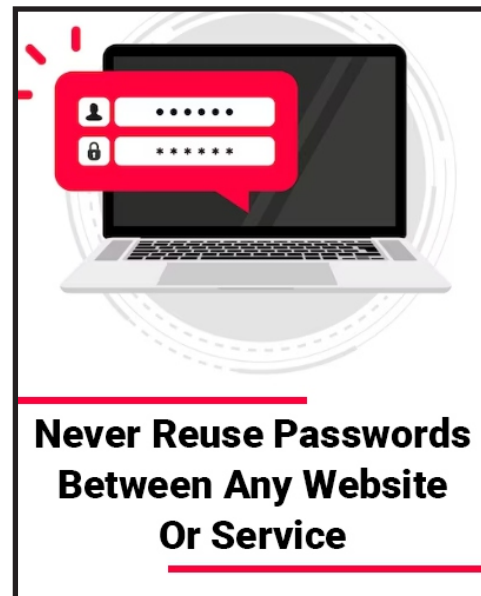 ••••••
******
Never Reuse Passwords
Between Any Website
Or Service